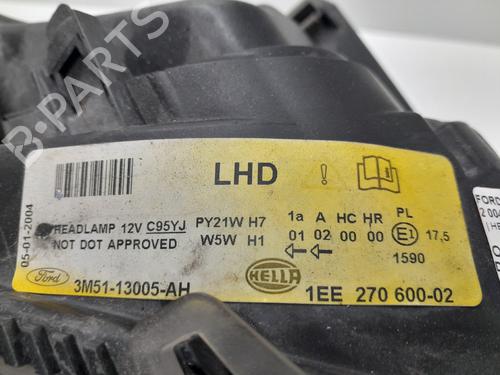 B-PARTS
LHD
05-01-2004
HEADLAMP 12V C95YJ PY21W H7
NOT DOT APPROVED W5W H1
1a A HC HR PL
01 02 00 00 E1 17,5
1590
Ford
3M51-13005-AH
HELLA
1EE 270 600-02
FORD